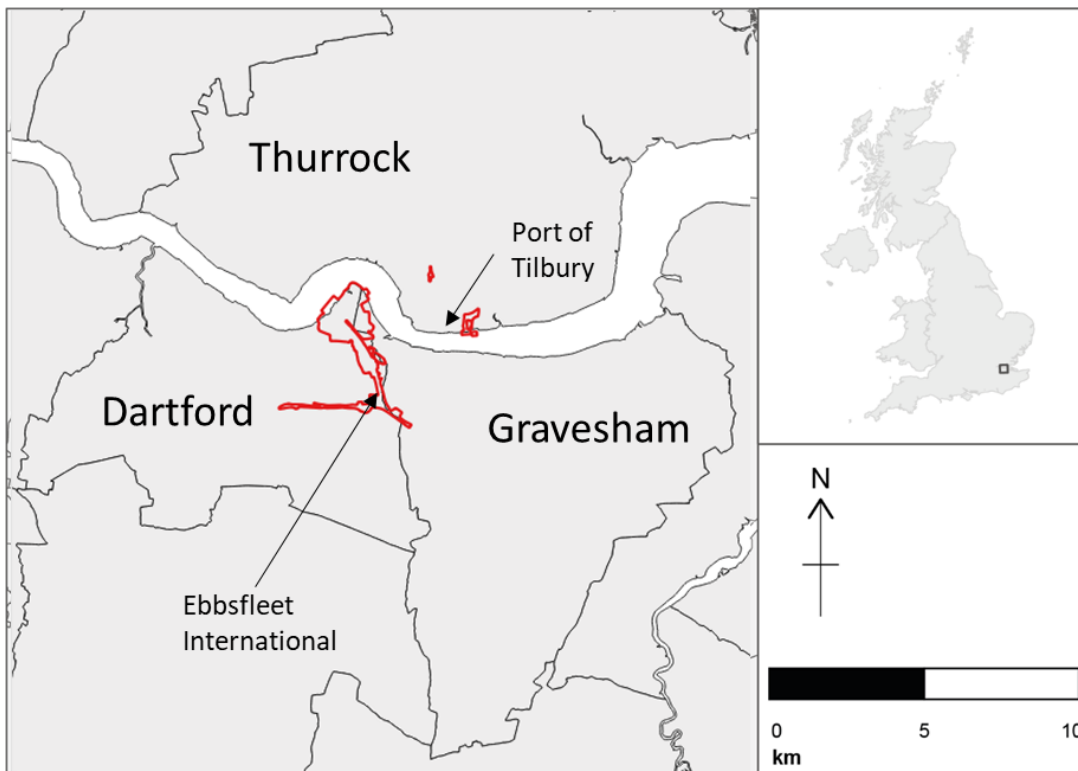 Thurrock
Port of
Tilbury
Dartford
Gravesham
Ebbsfleet
International
N
0 5 10
km